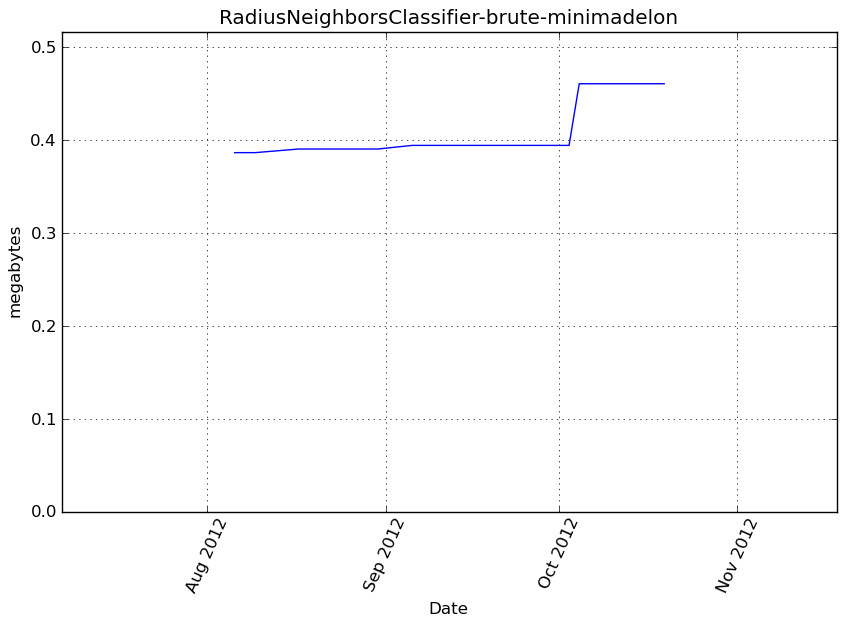 RadiusNeighborsClassifier-brute-minimadelon
0.5
0.4
0.3
0.2
0.1
0.0
megabytes
Aug 2012
Sep 2012
Oct 2012
Nov 2012
Date